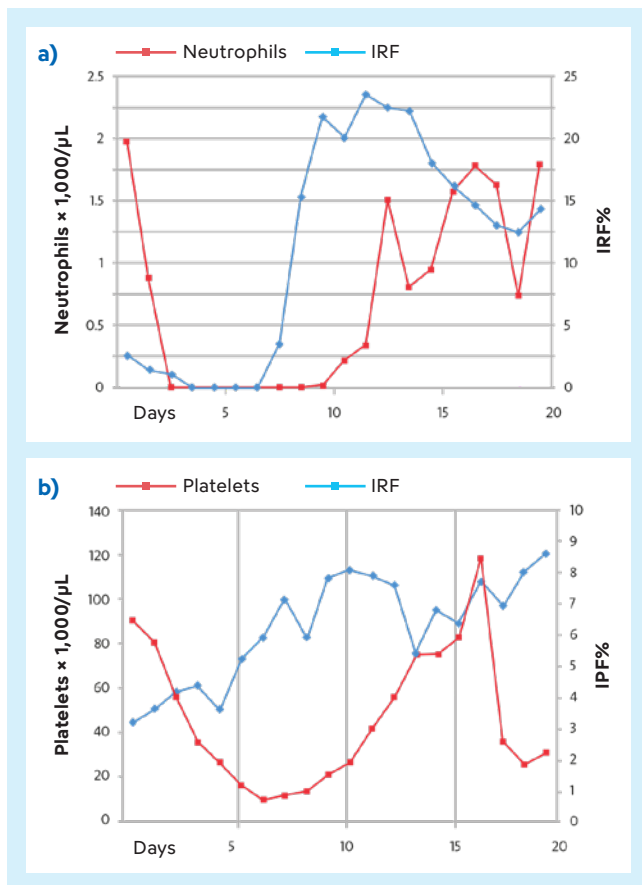 a)
Neutrophils IRF
2.5 25
2 20
1.5 15
1 10
0.5 5
0 0
Neutrophils × 1,000/µL
IRF%
Days 5 10 15 20
b)
Platelets IRF
140 10
120 9
100 8
80 7
60 6
40 5
20 4
0 3
2
1
0
Platelets × 1,000/µL
IPF%
Days 5 10 15 20